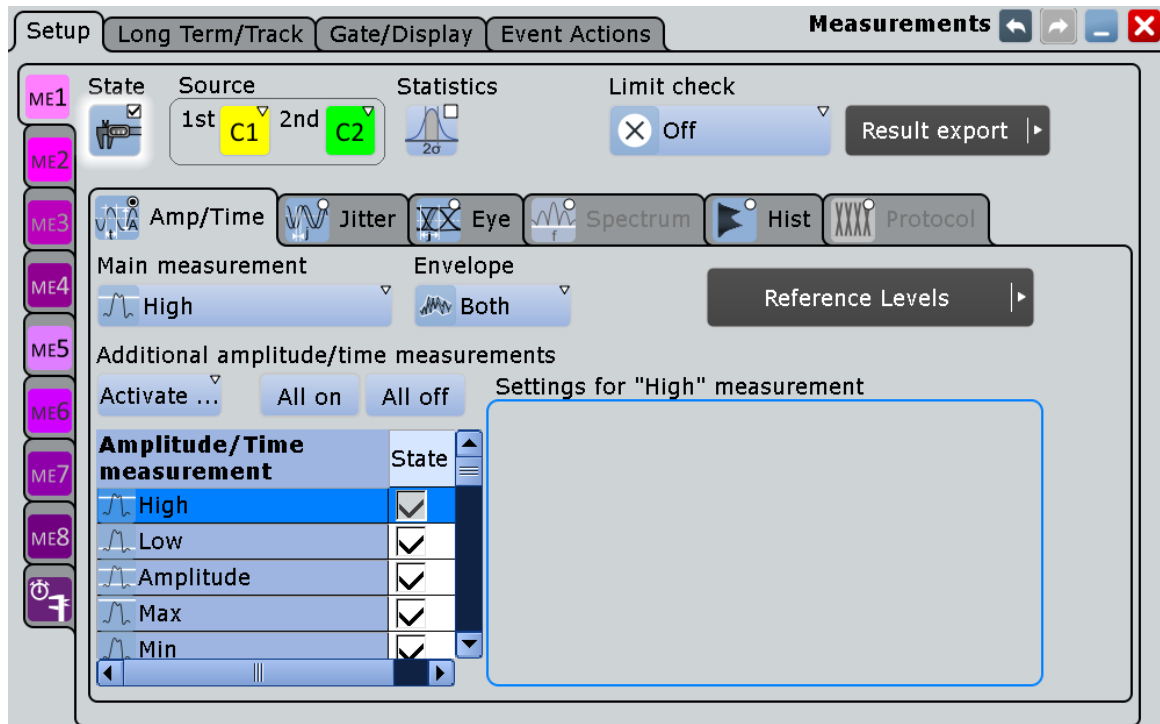 Setup Long Term/Track Gate/Display Event Actions Measurements
ME1
ME2
ME3
ME4
ME5
ME6
ME7
ME8
State Source Statistics Limit check
1st C1 2nd C2 2σ Off Result export
Amp/Time Jitter Eye Spectrum Hist Protocol
Main measurement Envelope
High Both Reference Levels
Additional amplitude/time measurements
Activate ... All on All off Settings for "High" measurement
Amplitude/Time
measurement State
High
Low
Amplitude
Max
Min